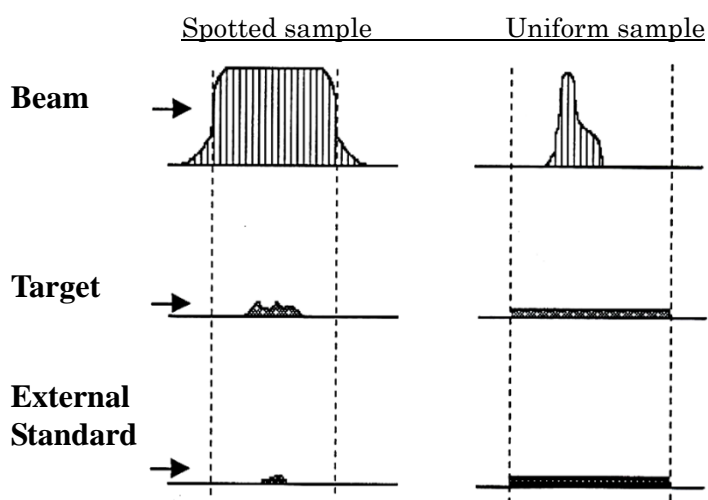 Spotted sample
Uniform sample
Beam
Target
External
Standard